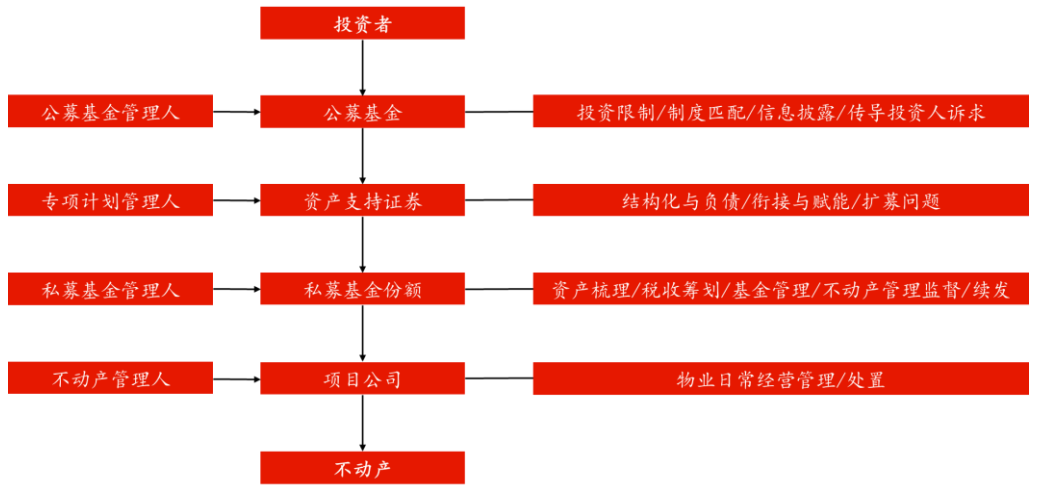 投资者
公募基金管理人
公募基金
投资限制/制度匹配/信息披露/传导投资人诉求
专项计划管理人
资产支持证券
结构化与负债/衔接与赋能/扩募问题
私募基金管理人
私募基金份额
资产梳理/税收筹划/基金管理/不动产管理监督/续发
不动产管理人
项目公司
物业日常经营管理/处置
不动产